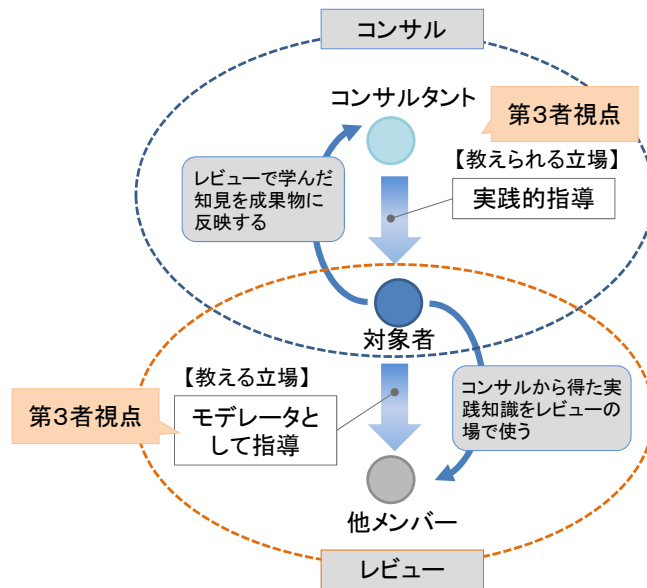 コンサル
コンサルタント
第3者視点
【教えられる立場】
実践的指導
レビューで学んだ
知見を成果物に
反映する
対象者
【教える立場】
第3者視点
モデレータと
して指導
コンサルから得た実
践知識をレビューの
場で使う
他メンバー
レビュー